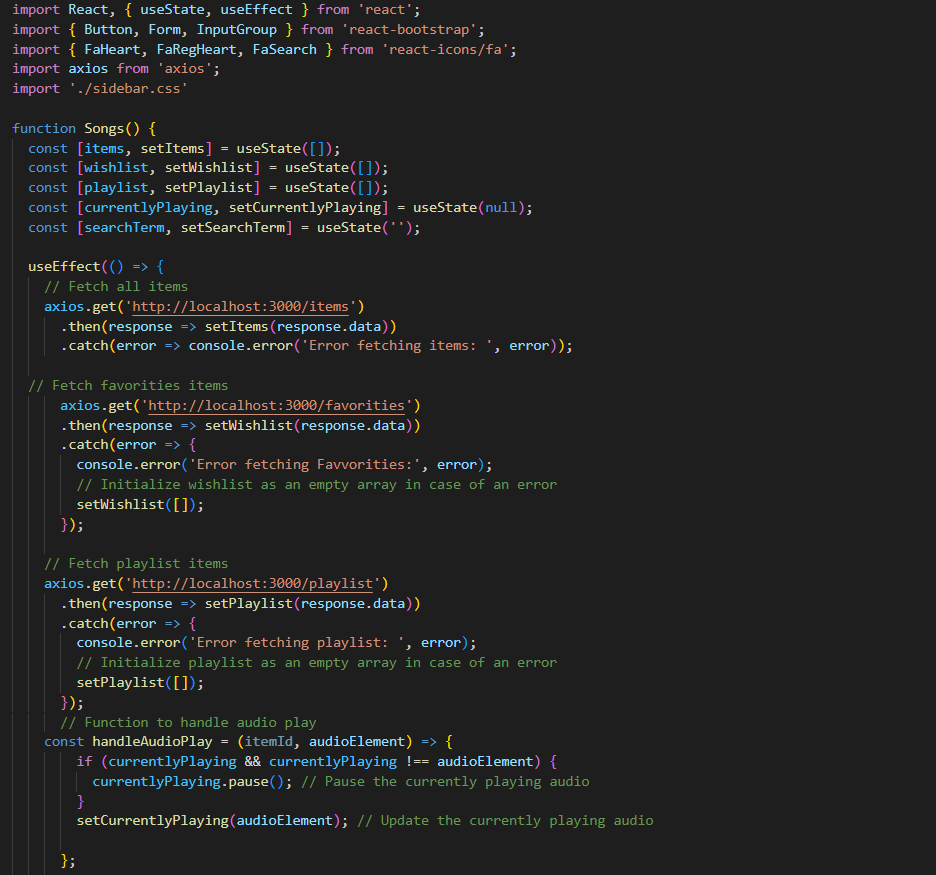 import React, { useState, useEffect } from 'react';
import { Button, Form, InputGroup } from 'react-bootstrap';
import { FaHeart, FaRegHeart, FaSearch } from 'react-icons/fa';
import axios from 'axios';
import './sidebar.css'
function Songs() {
const [items, setItems] = useState([]);
const [wishlist, setWishlist] = useState([]);
const [playlist, setPlaylist] = useState([]);
const [currentlyPlaying, setCurrentlyPlaying] = useState(null);
const [searchTerm, setSearchTerm] = useState('');
useEffect(() => {
// Fetch all items
axios.get('http://localhost:3000/items')
.then(response => setItems(response.data))
.catch(error => console.error('Error fetching items: ', error));
// Fetch favorities items
axios.get('http://localhost:3000/favorities')
.then(response => setWishlist(response.data))
.catch(error => {
console.error('Error fetching Favvorities:', error);
// Initialize wishlist as an empty array in case of an error
setWishlist([]);
});
// Fetch playlist items
axios.get('http://localhost:3000/playlist')
.then(response => setPlaylist(response.data))
.catch(error => {
console.error('Error fetching playlist: ', error);
// Initialize playlist as an empty array in case of an error
setPlaylist([]);
});
// Function to handle audio play
const handleAudioPlay = (itemId, audioElement) => {
if (currentlyPlaying && currentlyPlaying !== audioElement) {
currentlyPlaying.pause(); // Pause the currently playing audio
}
setCurrentlyPlaying(audioElement); // Update the currently playing audio
};